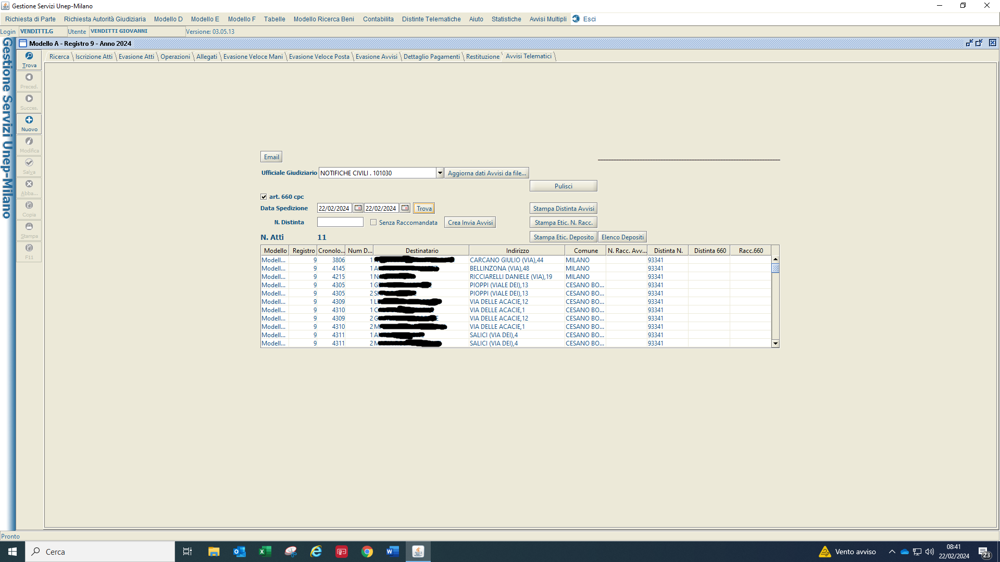 Gestione Servizi Unep-Milano
Richiesta di Parte Richiesta Autorità Giudiziaria Modello D Modello E Modello F Tabelle Modello Ricerca Beni Contabilita Distinte Telematiche Aiuto Statistiche Avvisi Multipli Esci
Login VENDITTI.G Utente VENDITTI GIOVANNI Versione: 03.05.13
Gestione Servizi Unep-Milano
Modello A - Registro 9 - Anno 2024
Ricerca Iscrizione Atti Evasione Atti Operazioni Allegati Evasione Veloce Mani Evasione Veloce Posta Evasione Avvisi Dettaglio Pagamenti Restituzione Avvisi Telematici
Trova
Preced.
Succes.
Nuovo
Modifica
Salva
Abba...
Copia
Stampa
F11
Email
Ufficiale Giudiziario NOTIFICHE CIVILI . 101030 Aggiorna dati Avvisi da file...
Pulisci
art. 660 cpc
Data Spedizione 22/02/2024 22/02/2024 Trova Stampa Distinta Avvisi
N. Distinta Senza Raccomandata Crea Invia Avvisi Stampa Etic. N. Racc.
N. Atti 11 Stampa Etic. Deposito Elenco Depositi
Modello Registro Cronolo... Num D... Destinatario Indirizzo Comune N. Racc. Avv... Distinta N. Distinta 660 Racc.660
Modell... 9 3806 1 CARCANO GIULIO (VIA),44 MILANO 93341
Modell... 9 4145 1 A BELLINZONA (VIA),48 MILANO 93341
Modell... 9 4215 1 N RICCIARELLI DANIELE (VIA),19 MILANO 93341
Modell... 9 4305 1 G PIOPPI (VIALE DEI),13 CESANO BO... 93341
Modell... 9 4305 2 S PIOPPI (VIALE DEI),13 CESANO BO... 93341
Modell... 9 4309 1 L VIA DELLE ACACIE,12 CESANO BO... 93341
Modell... 9 4310 1 C VIA DELLE ACACIE,1 CESANO BO... 93341
Modell... 9 4309 2 G VIA DELLE ACACIE,12 CESANO BO... 93341
Modell... 9 4310 2 M VIA DELLE ACACIE,1 CESANO BO... 93341
Modell... 9 4311 1 A SALICI (VIA DEI),4 CESANO BO... 93341
Modell... 9 4311 2 M SALICI (VIA DEI),4 CESANO BO... 93341
Pronto
Cerca
Vento avviso
08:41
22/02/2024
23